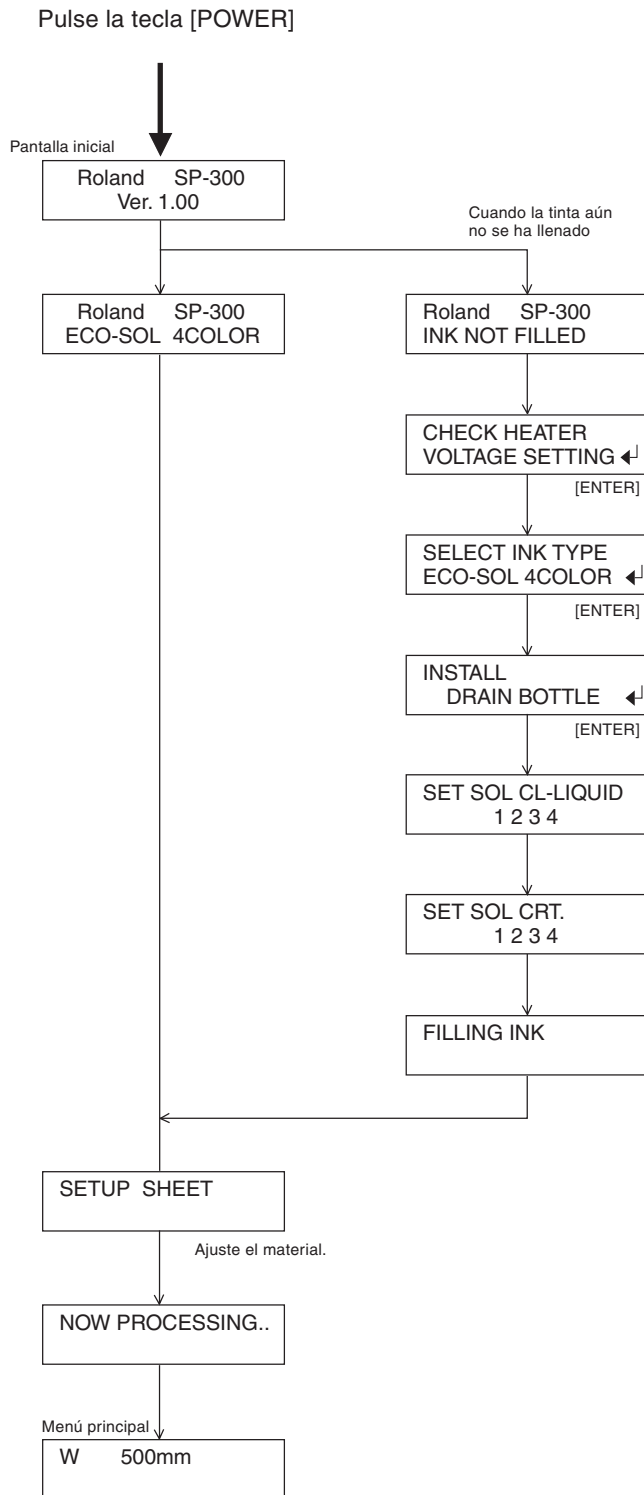 Pulse la tecla [POWER]
Pantalla inicial
Roland SP-300
Ver. 1.00
Cuando la tinta aún
no se ha llenado
Roland SP-300
ECO-SOL 4COLOR
Roland SP-300
INK NOT FILLED
CHECK HEATER
VOLTAGE SETTING
[ENTER]
SELECT INK TYPE
ECO-SOL 4COLOR
[ENTER]
INSTALL
DRAIN BOTTLE
[ENTER]
SET SOL CL-LIQUID
1 2 3 4
SET SOL CRT.
1 2 3 4
FILLING INK
SETUP SHEET
Ajuste el material.
NOW PROCESSING..
Menú principal
W 500mm